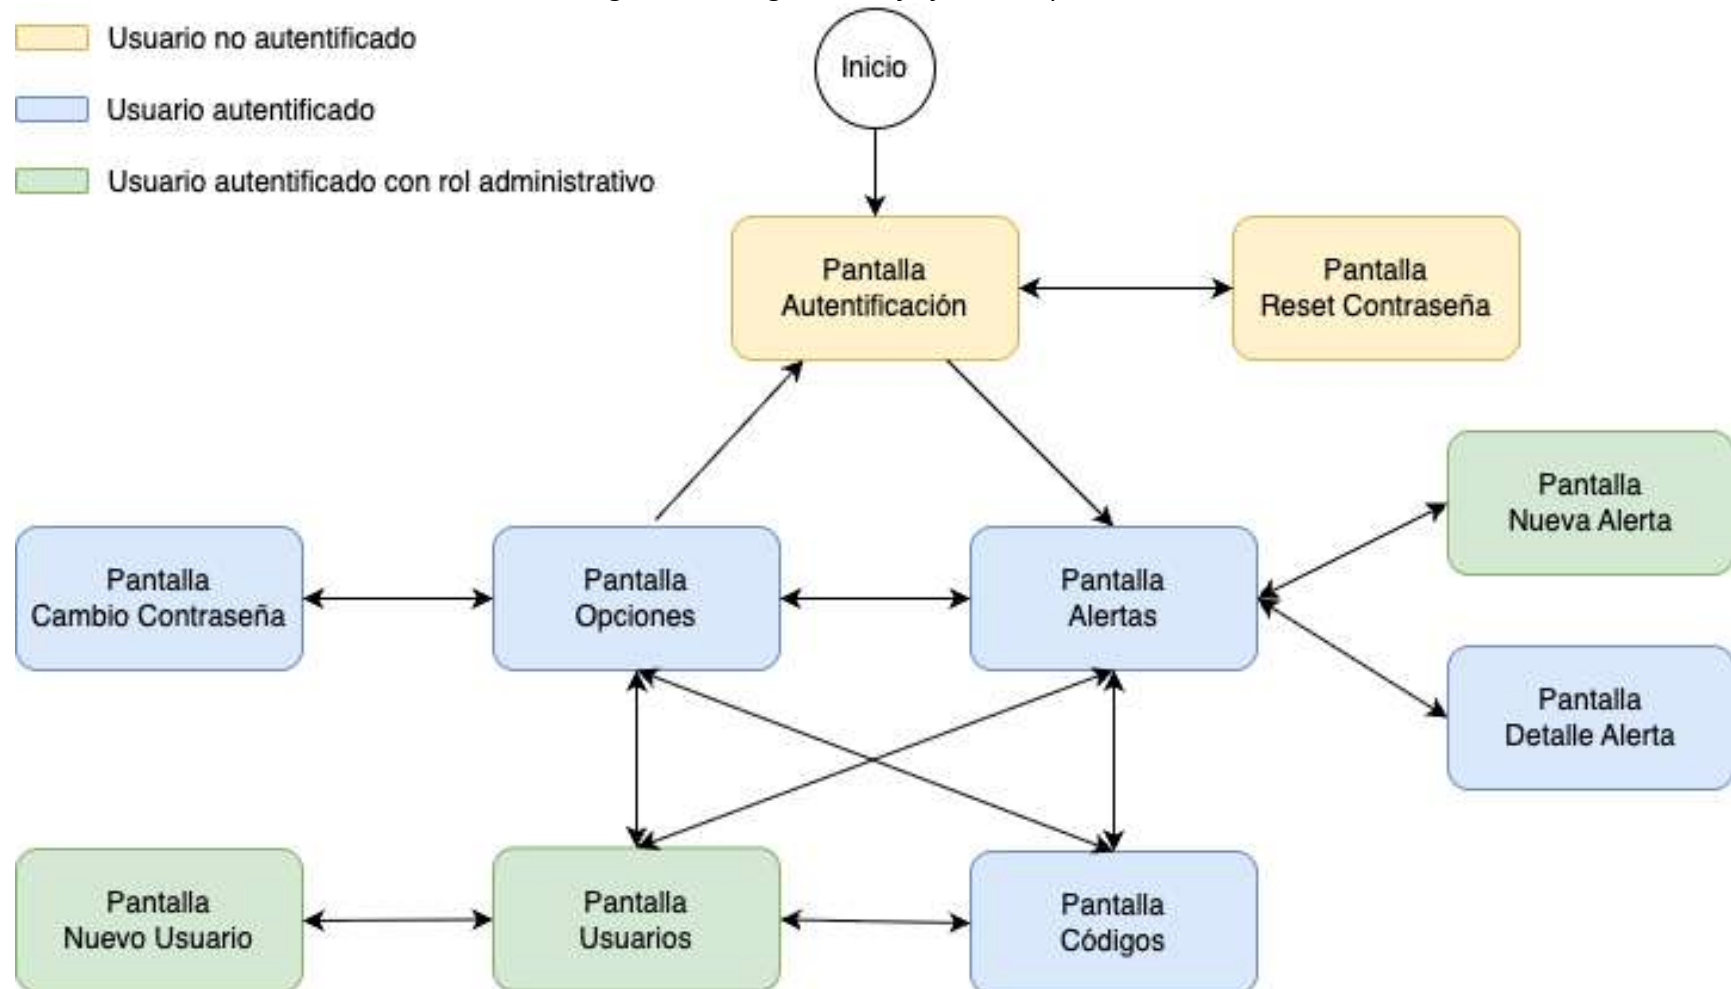 Usuario no autentificado
Usuario autentificado
Usuario autentificado con rol administrativo
Inicio
Pantalla
Autentificación
Pantalla
Reset Contraseña
Pantalla
Nueva Alerta
Pantalla
Cambio Contraseña
Pantalla
Opciones
Pantalla
Alertas
Pantalla
Detalle Alerta
Pantalla
Nuevo Usuario
Pantalla
Usuarios
Pantalla
Códigos